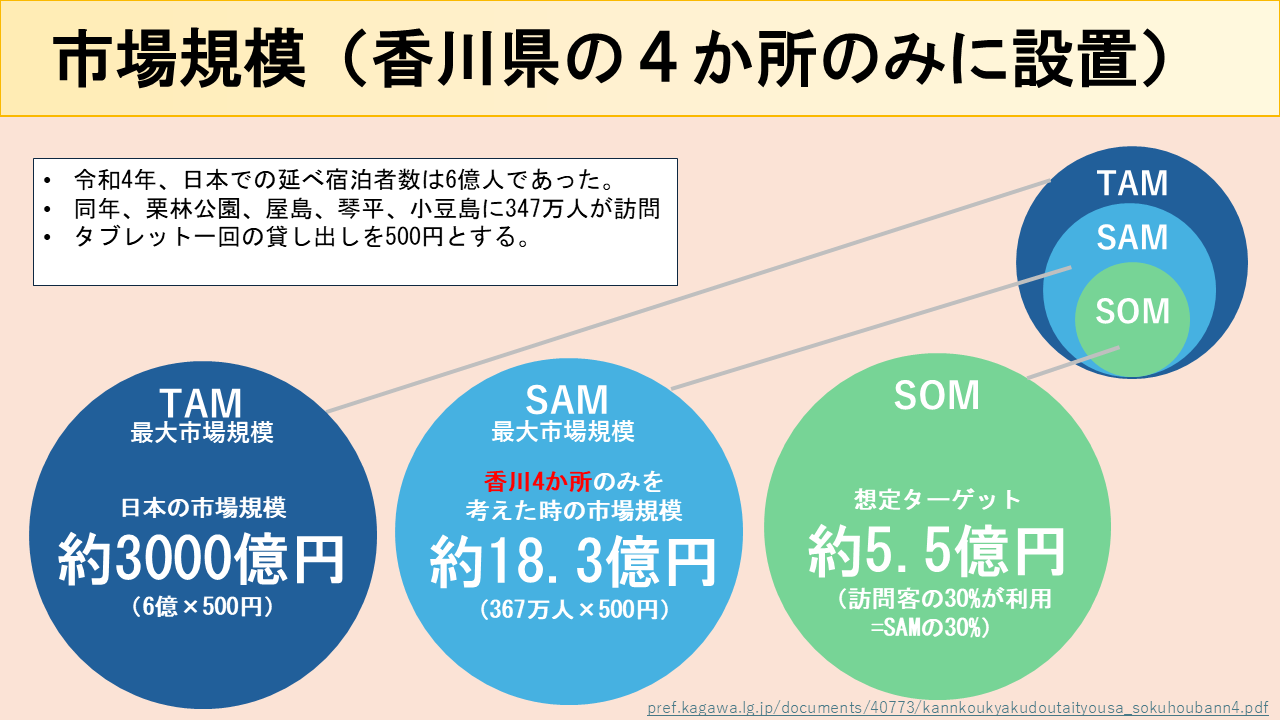 市場規模（香川県の４か所のみに設置）
• 令和4年、日本での延べ宿泊者数は6億人であった。
• 同年、栗林公園、屋島、琴平、小豆島に347万人が訪問
• タブレット一回の貸し出しを500円とする。
TAM
SAM
SOM
TAM
最大市場規模
日本の市場規模
約3000億円
（6億×500円）
SAM
最大市場規模
香川4か所のみを
考えた時の市場規模
約18.3億円
（367万人×500円）
SOM
想定ターゲット
約5.5億円
（訪問客の30%が利用
=SAMの30%）
pref.kagawa.lg.jp/documents/40773/kannkoukyakudoutaityousa_sokuhoubann4.pdf